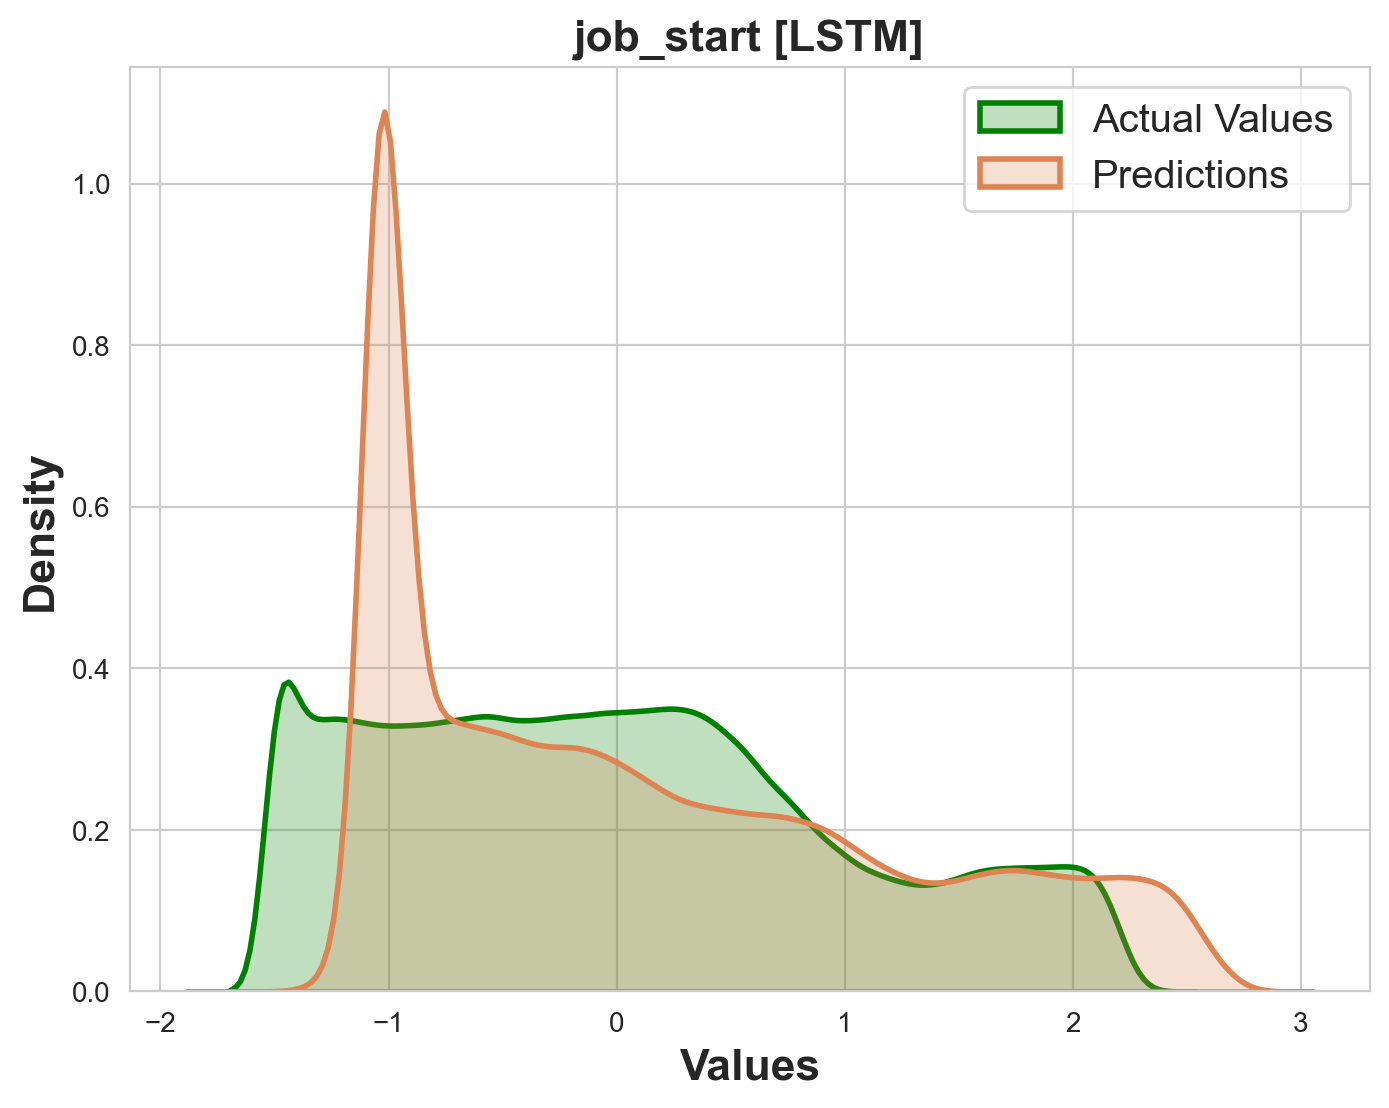 job_start [LSTM]
Actual Values
Predictions
Density
1.0
0.8
0.6
0.4
0.2
0.0
−2 −1 0 1 2 3
Values